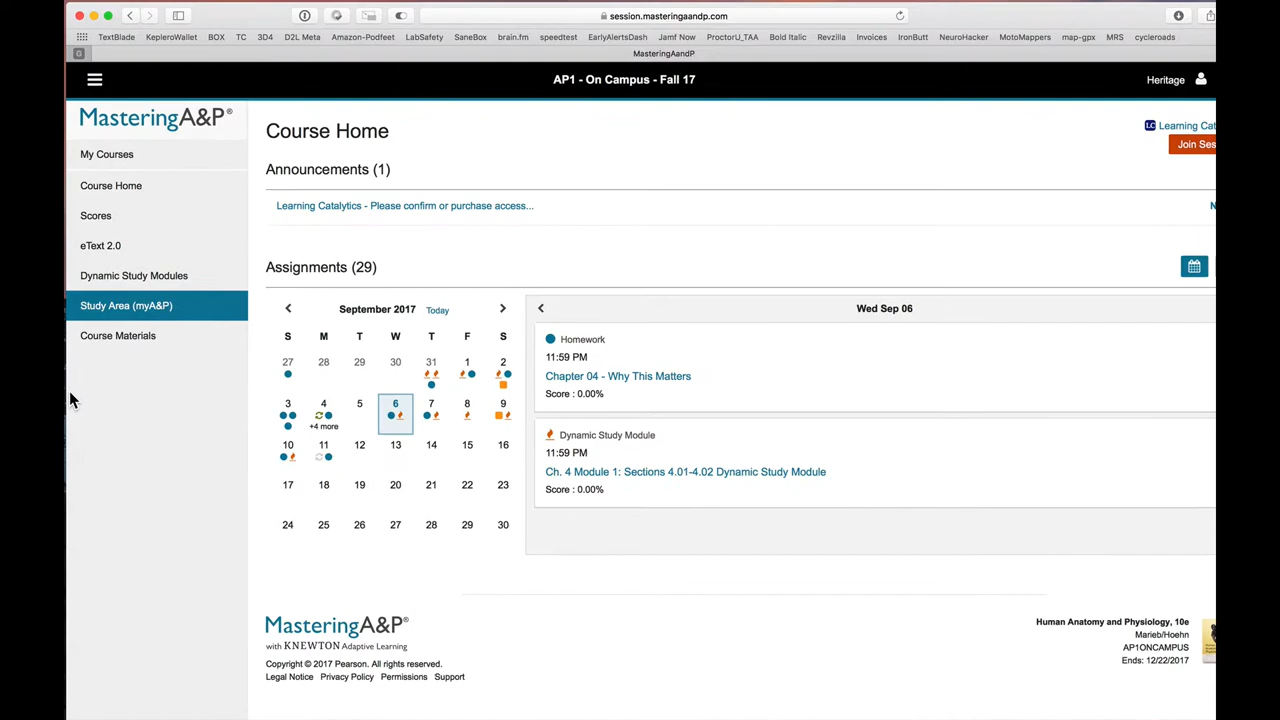 session.masteringaandp.com
TextBlade KepleroWallet BOX TC 3D4 D2L Meta Amazon-Podfeet LabSafety SaneBox brain.fm speedtest EarlyAlertsDash Jamf Now ProctorU_TAA Bold Italic Revzilla Invoices IronButt NeuroHacker MotoMappers map-gpx MRS cycleroads
G MasteringAandP
AP1 - On Campus - Fall 17
Heritage
MasteringA&P®
My Courses
Course Home
Scores
eText 2.0
Dynamic Study Modules
Study Area (myA&P)
Course Materials
Course Home
LC Learning Cat
Join Ses
Announcements (1)
Learning Catalytics - Please confirm or purchase access...
N
Assignments (29)
September 2017 Today
S M T W T F S
27 28 29 30 31 1 2
3 4 5 6 7 8 9
+4 more
10 11 12 13 14 15 16
17 18 19 20 21 22 23
24 25 26 27 28 29 30
Wed Sep 06
Homework
11:59 PM
Chapter 04 - Why This Matters
Score : 0.00%
Dynamic Study Module
11:59 PM
Ch. 4 Module 1: Sections 4.01-4.02 Dynamic Study Module
Score : 0.00%
MasteringA&P®
with KNEWTON Adaptive Learning
Copyright © 2017 Pearson. All rights reserved.
Legal Notice Privacy Policy Permissions Support
Human Anatomy and Physiology, 10e
Marieb/Hoehn
AP1ONCAMPUS
Ends: 12/22/2017